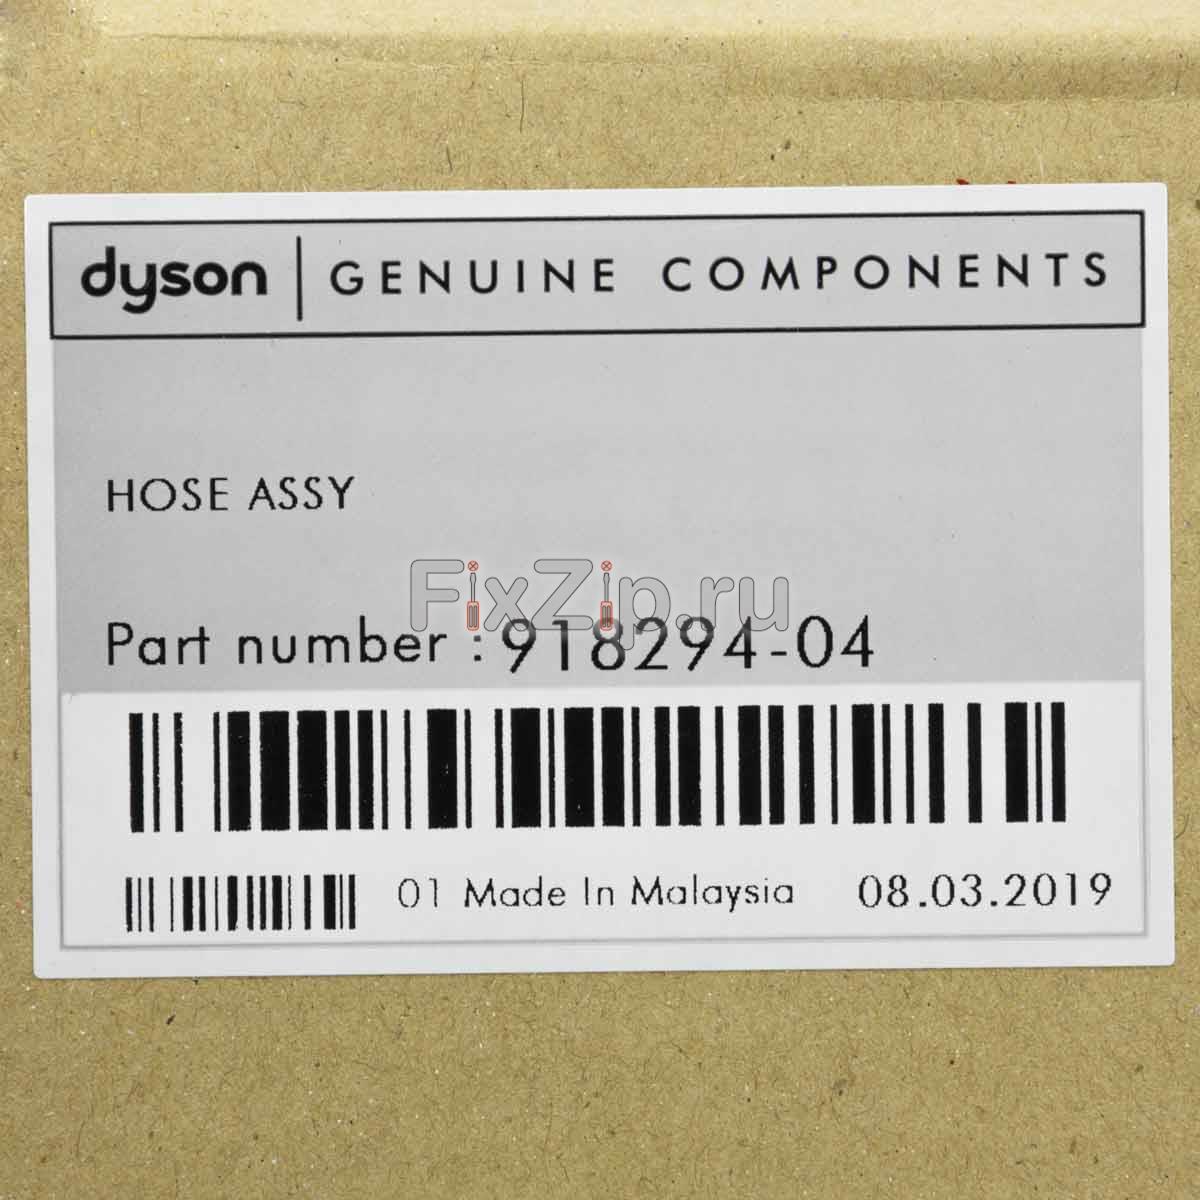 dyson | GENUINE COMPONENTS
HOSE ASSY
FixZip.ru
Part number : 918294-04
01 Made In Malaysia 08.03.2019